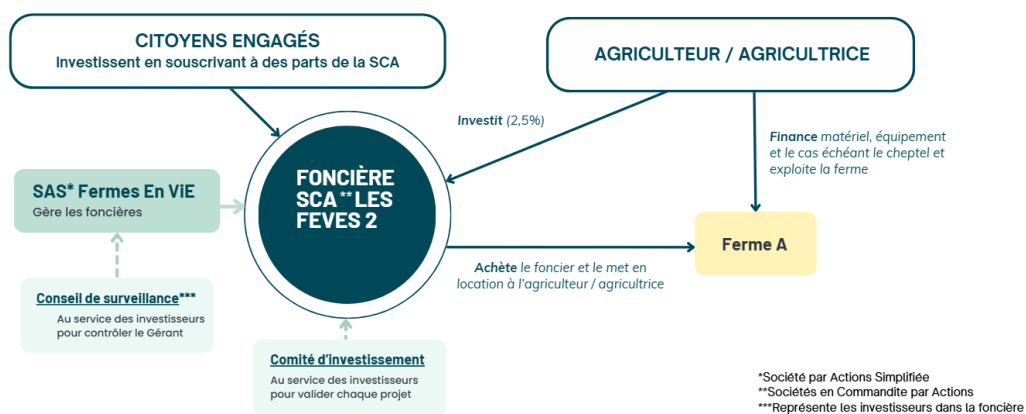 CITOYENS ENGAGÉS
Investissent en souscrivant à des parts de la SCA
AGRICULTEUR / AGRICULTRICE
Investit (2,5%)
Finance matériel, équipement
et le cas échéant le cheptel et
exploite la ferme
SAS* Fermes En ViE
Gère les foncières
FONCIÈRE
SCA** LES
FEVES 2
Ferme A
Achète le foncier et le met en
location à l'agriculteur / agricultrice
Conseil de surveillance***
Au service des investisseurs
pour contrôler le Gérant
Comité d'investissement
Au service des investisseurs
pour valider chaque projet
*Société par Actions Simplifiée
**Sociétés en Commandite par Actions
***Représente les investisseurs dans la foncière